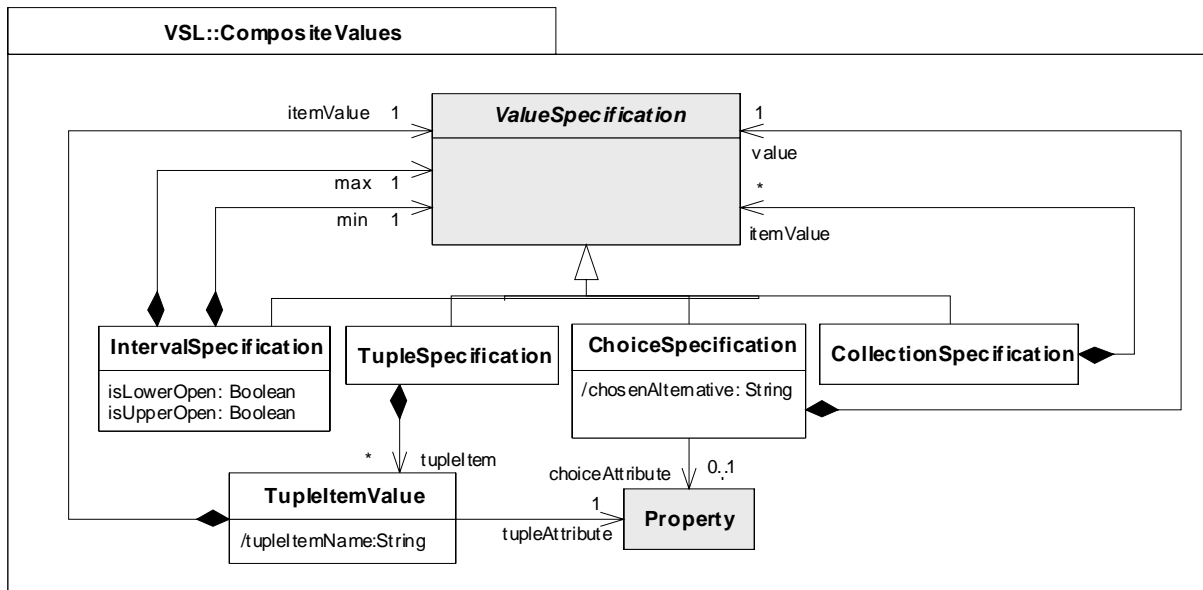 VSL::CompositeValues
itemValue 1
ValueSpecification
1
value
max 1
*
min 1
itemValue
IntervalSpecification
isLowerOpen: Boolean
isUpperOpen: Boolean
TupleSpecification
ChoiceSpecification
/chosenAlternative: String
CollectionSpecification
* tupleItem
choiceAttribute 0..1
TupleItemValue
/tupleItemName:String
1
tupleAttribute
Property